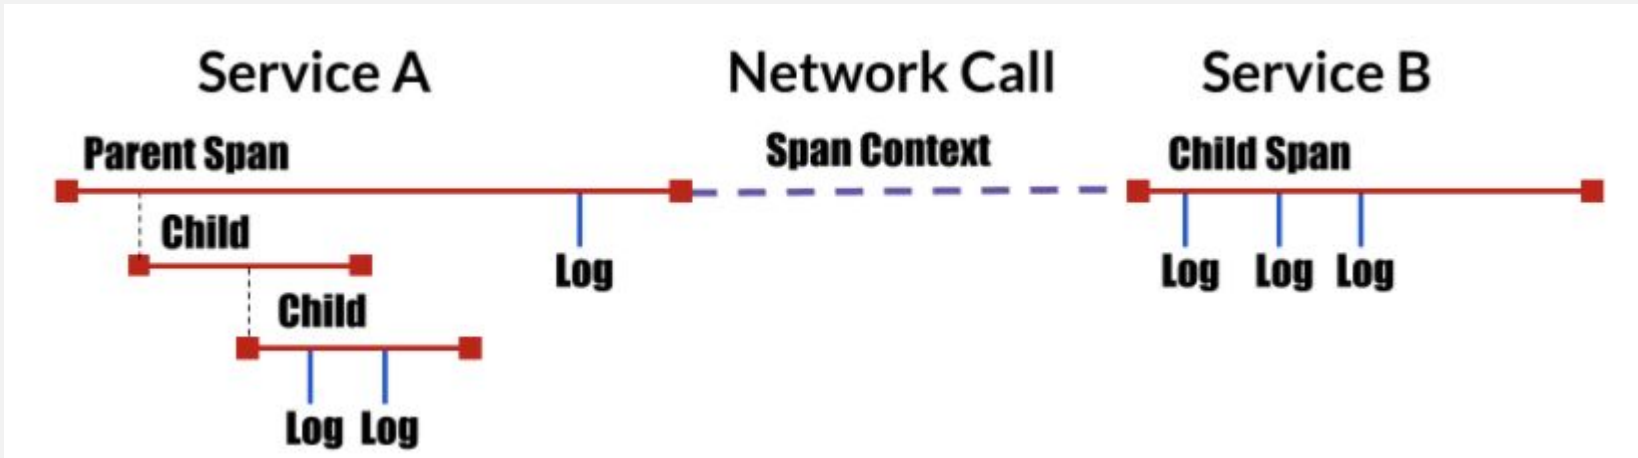 Service A
Network Call
Service B
Parent Span
Span Context
Child Span
Child
Log
Log
Log
Log
Child
Log
Log